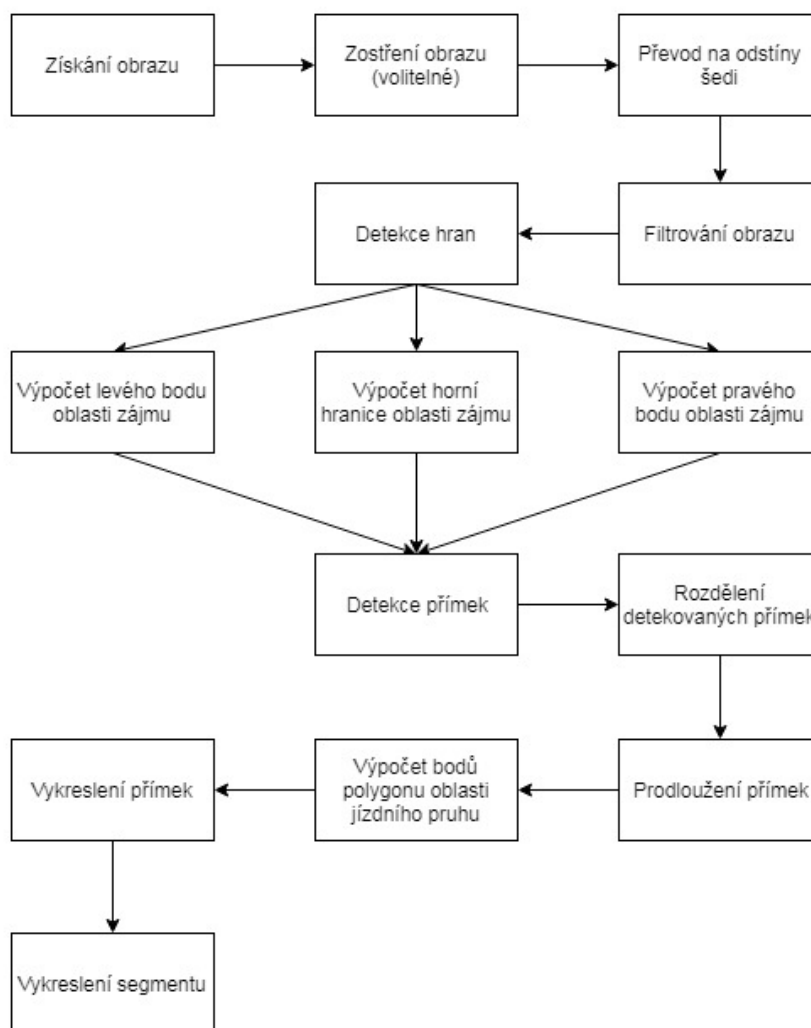 Získání obrazu
Zostření obrazu
(volitelné)
Převod na odstíny
šedi
Filtrování obrazu
Detekce hran
Výpočet levého bodu
oblasti zájmu
Výpočet horní
hranice oblasti zájmu
Výpočet pravého
bodu oblasti zájmu
Detekce přímek
Rozdělení
detekovaných přímek
Prodloužení přímek
Výpočet bodů
polygonu oblasti
jízdního pruhu
Vykreslení přímek
Vykreslení segmentu